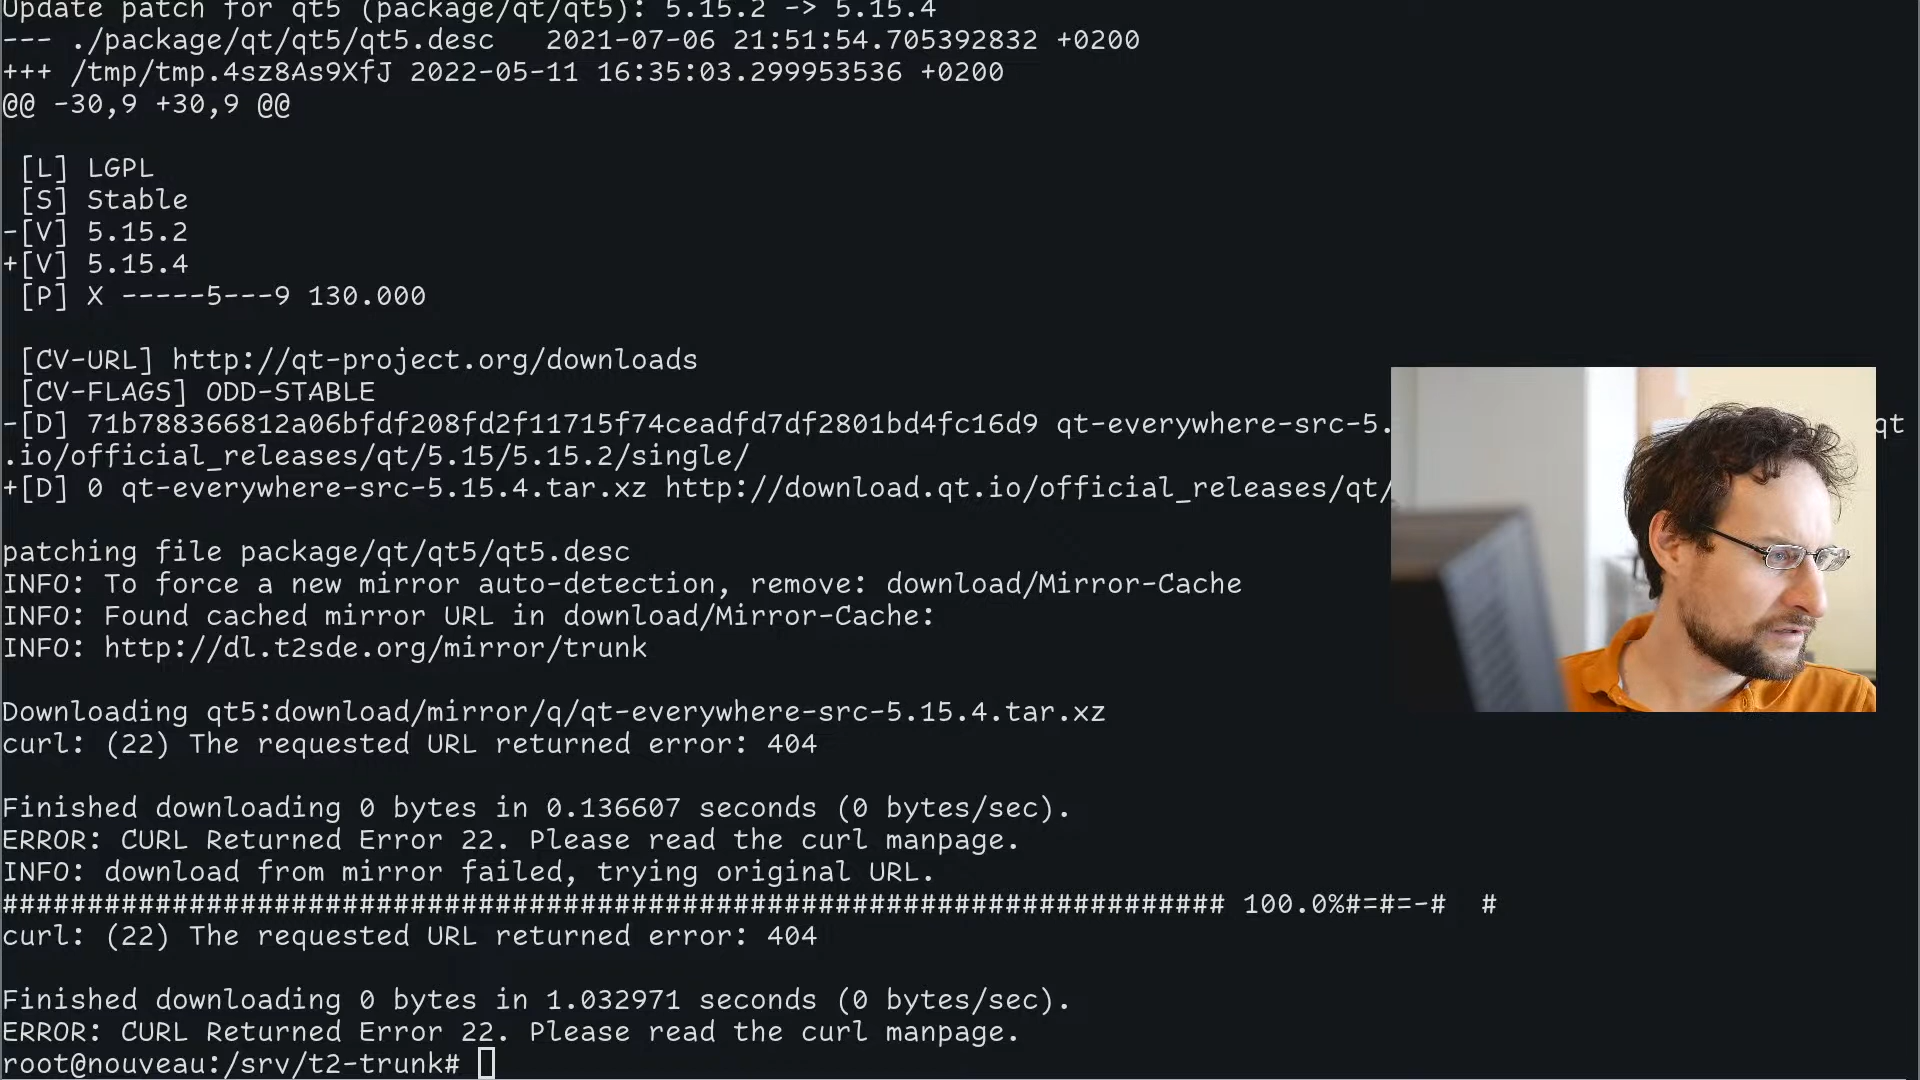 Update patch for qt5 (package/qt/qt5): 5.15.2 -> 5.15.4
--- ./package/qt/qt5/qt5.desc   2021-07-06 21:51:54.705392832 +0200
+++ /tmp/tmp.4sz8As9XfJ 2022-05-11 16:35:03.299953536 +0200
@@ -30,9 +30,9 @@
 [L] LGPL
 [S] Stable
-[V] 5.15.2
+[V] 5.15.4
 [P] X -----5---9 130.000
 [CV-URL] http://qt-project.org/downloads
 [CV-FLAGS] ODD-STABLE
-[D] 71b788366812a06bfdf208fd2f11715f74ceadfd7df2801bd4fc16d9 qt-everywhere-src-5. qt
.io/official_releases/qt/5.15/5.15.2/single/
+[D] 0 qt-everywhere-src-5.15.4.tar.xz http://download.qt.io/official_releases/qt/
patching file package/qt/qt5/qt5.desc
INFO: To force a new mirror auto-detection, remove: download/Mirror-Cache
INFO: Found cached mirror URL in download/Mirror-Cache:
INFO: http://dl.t2sde.org/mirror/trunk
Downloading qt5:download/mirror/q/qt-everywhere-src-5.15.4.tar.xz
curl: (22) The requested URL returned error: 404
Finished downloading 0 bytes in 0.136607 seconds (0 bytes/sec).
ERROR: CURL Returned Error 22. Please read the curl manpage.
INFO: download from mirror failed, trying original URL.
######################################################################## 100.0%#=#=-#  #
curl: (22) The requested URL returned error: 404
Finished downloading 0 bytes in 1.032971 seconds (0 bytes/sec).
ERROR: CURL Returned Error 22. Please read the curl manpage.
root@nouveau:/srv/t2-trunk#